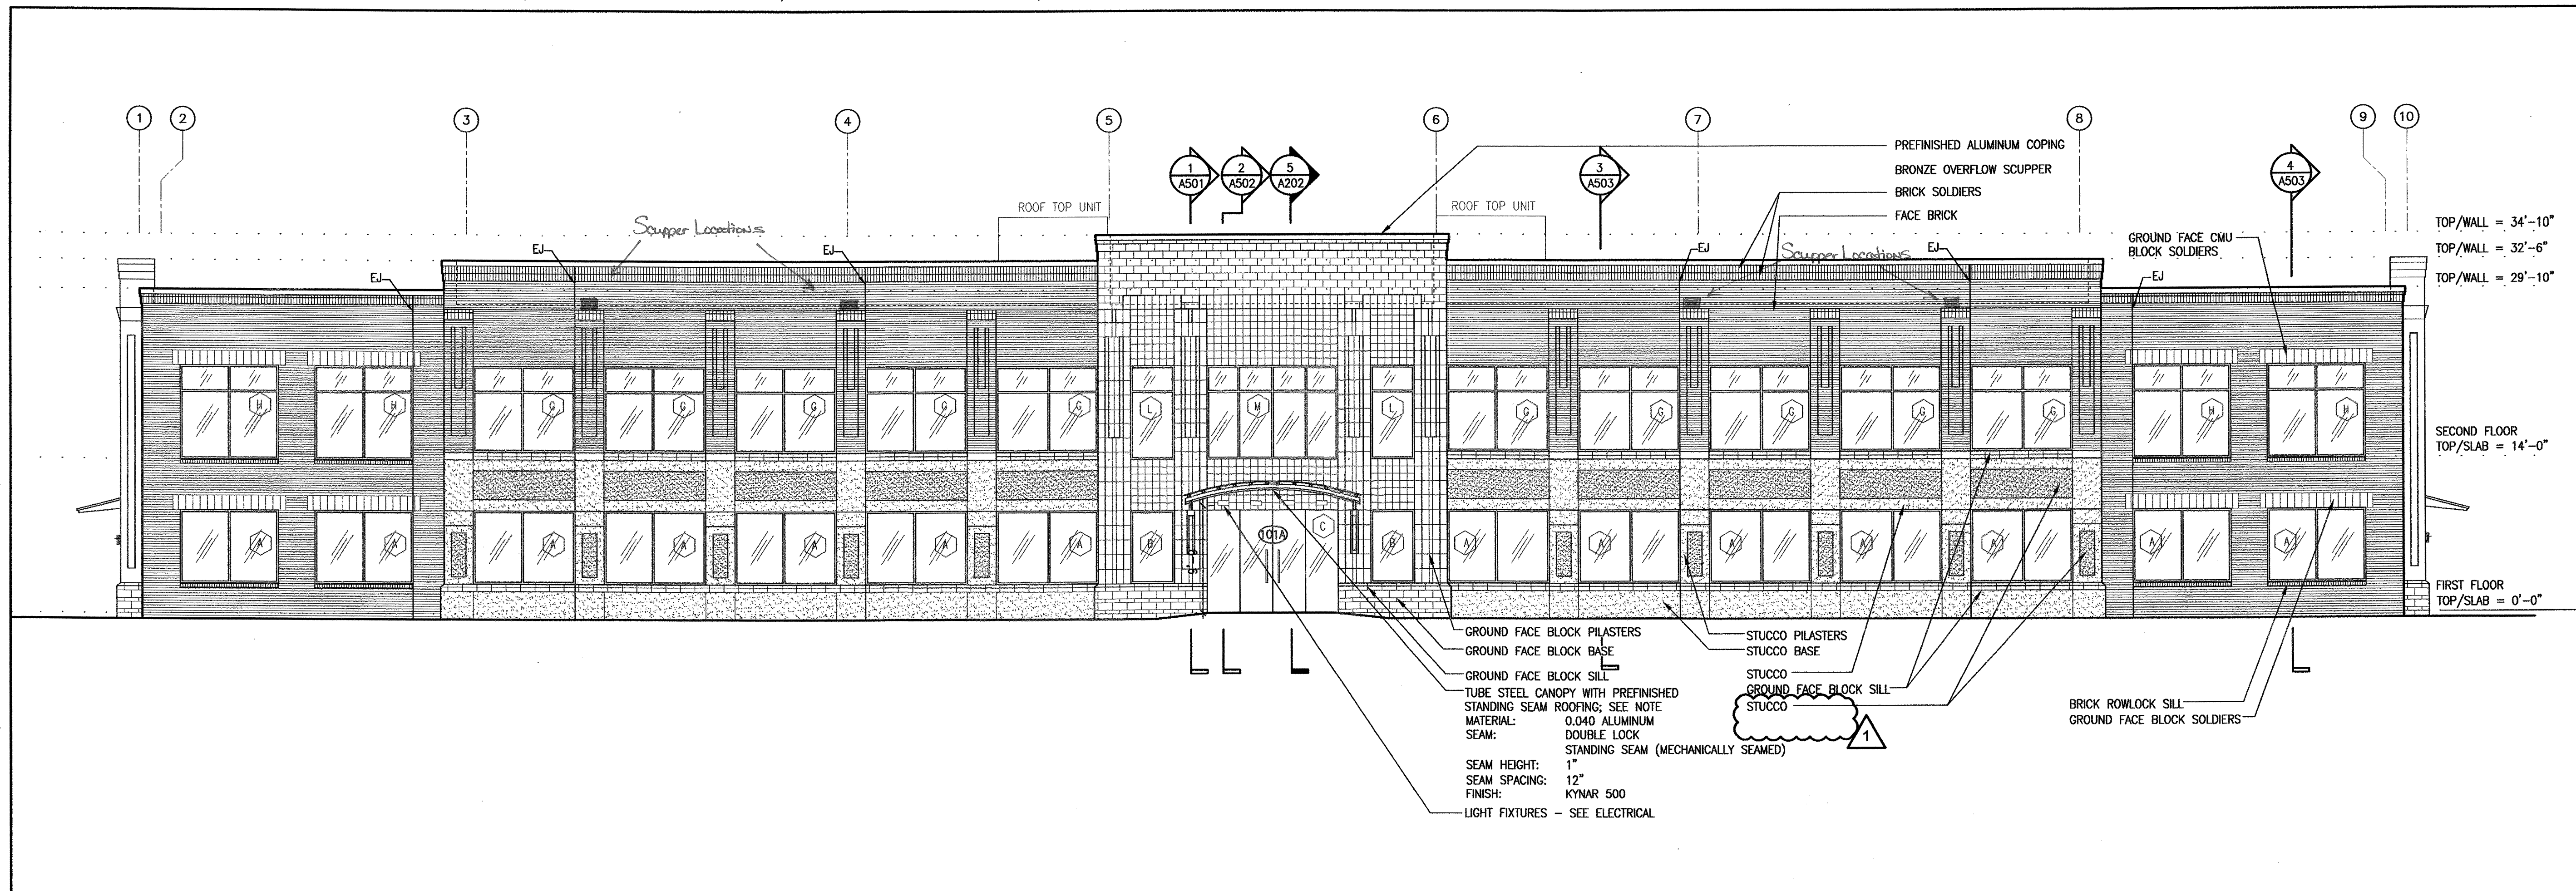 1 2 3 4 5 6 7 8 9 10
1 A501
2 A502
5 A202
3 A503
4 A503
PREFINISHED ALUMINUM COPING
BRONZE OVERFLOW SCUPPER
BRICK SOLDIERS
FACE BRICK
ROOF TOP UNIT
ROOF TOP UNIT
Scupper Locations
Scupper Locations
EJ
EJ
EJ
EJ
EJ
EJ
GROUND FACE CMU
BLOCK SOLDIERS
TOP/WALL = 34'-10"
TOP/WALL = 32'-6"
TOP/WALL = 29'-10"
H H G G G G G L M L G G G G G H H
SECOND FLOOR
TOP/SLAB = 14'-0"
A A A A A A A B 101A C B A A A A A A A
FIRST FLOOR
TOP/SLAB = 0'-0"
GROUND FACE BLOCK PILASTERS
GROUND FACE BLOCK BASE
GROUND FACE BLOCK SILL
TUBE STEEL CANOPY WITH PREFINISHED
STANDING SEAM ROOFING; SEE NOTE
MATERIAL: 0.040 ALUMINUM
SEAM: DOUBLE LOCK
STANDING SEAM (MECHANICALLY SEAMED)
SEAM HEIGHT: 1"
SEAM SPACING: 12"
FINISH: KYNAR 500
LIGHT FIXTURES - SEE ELECTRICAL
STUCCO PILASTERS
STUCCO BASE
STUCCO
GROUND FACE BLOCK SILL
STUCCO
1
BRICK ROWLOCK SILL
GROUND FACE BLOCK SOLDIERS